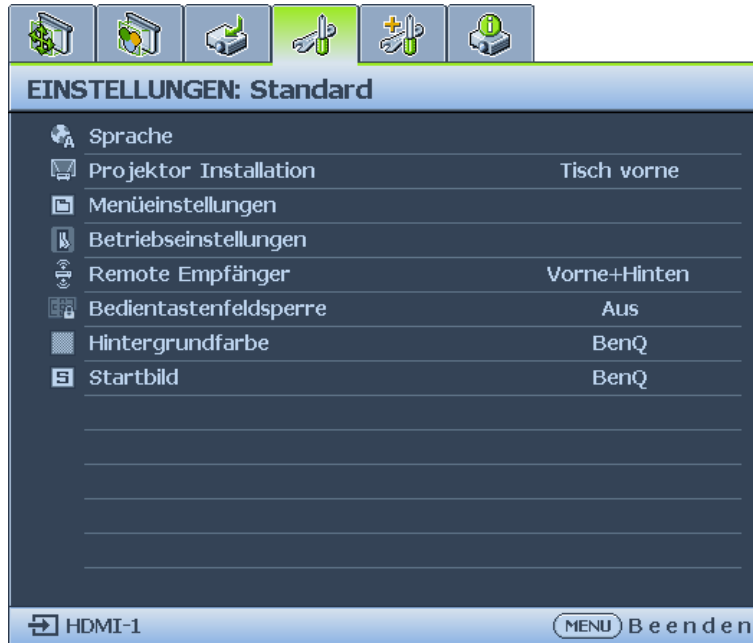 EINSTELLUNGEN: Standard
Sprache
Projektor Installation Tisch vorne
Menüeinstellungen
Betriebseinstellungen
Remote Empfänger Vorne+Hinten
Bedientastenfeldsperre Aus
Hintergrundfarbe BenQ
Startbild BenQ
HDMI-1 MENU Beenden